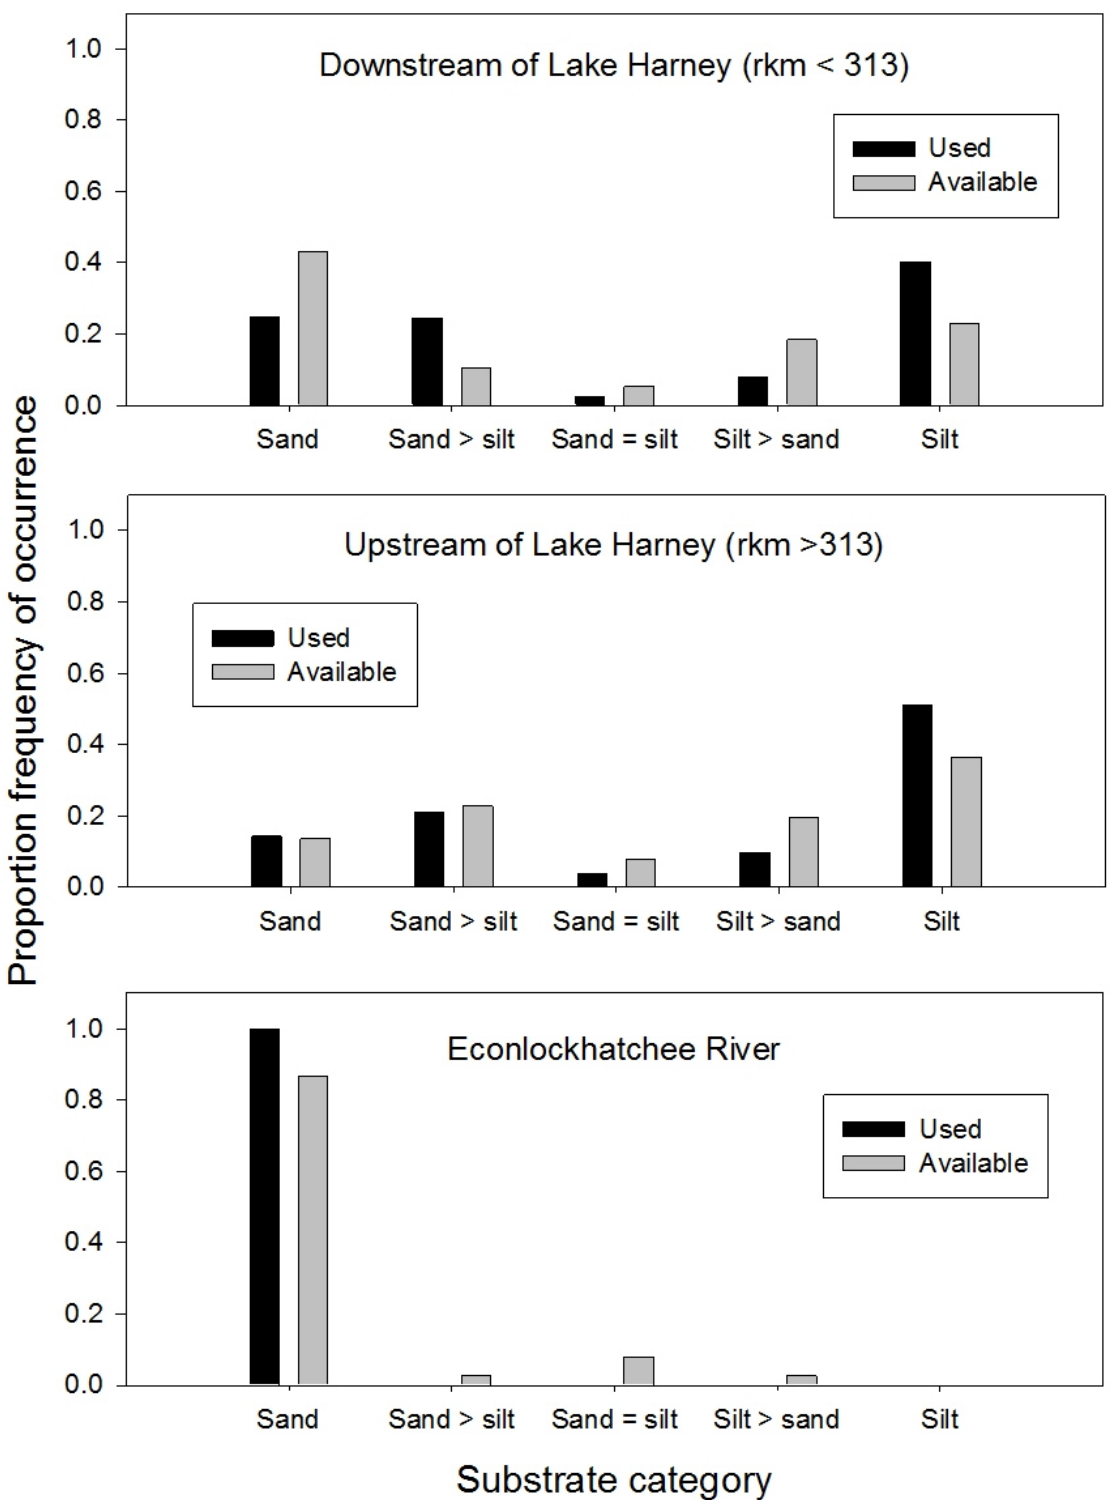 Proportion frequency of occurrence
Downstream of Lake Harney (rkm < 313)
Used
Available
1.0
0.8
0.6
0.4
0.2
0.0
Sand
Sand > silt
Sand = silt
Silt > sand
Silt
Upstream of Lake Harney (rkm >313)
Used
Available
1.0
0.8
0.6
0.4
0.2
0.0
Sand
Sand > silt
Sand = silt
Silt > sand
Silt
Econlockhatchee River
Used
Available
1.0
0.8
0.6
0.4
0.2
0.0
Sand
Sand > silt
Sand = silt
Silt > sand
Silt
Substrate category